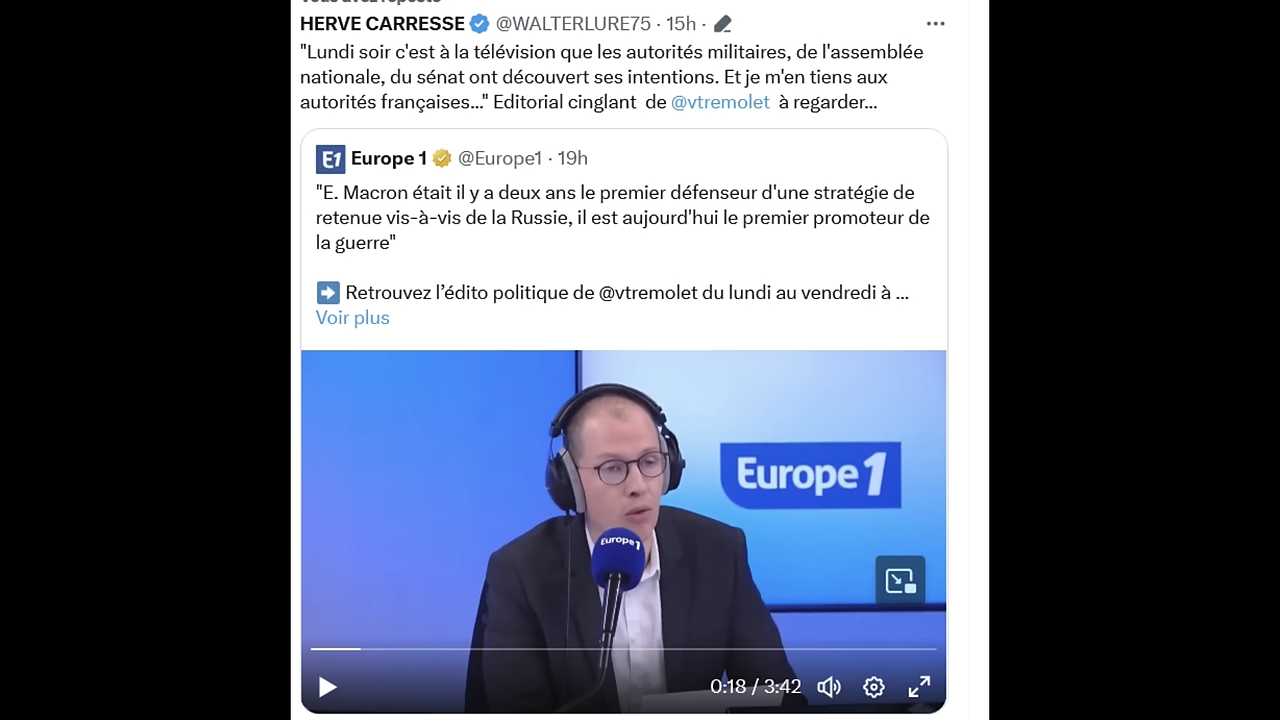 Vous avez reposté
HERVE CARRESSE @WALTERLURE75 · 15h ·
"Lundi soir c'est à la télévision que les autorités militaires, de l'assemblée
nationale, du sénat ont découvert ses intentions. Et je m'en tiens aux
autorités françaises..." Editorial cinglant de @vtremolet à regarder...
E1 Europe 1 @Europe1 · 19h
"E. Macron était il y a deux ans le premier défenseur d'une stratégie de
retenue vis-à-vis de la Russie, il est aujourd'hui le premier promoteur de
la guerre"
➡️ Retrouvez l’édito politique de @vtremolet du lundi au vendredi à ...
Voir plus
Europe 1
Europe 1
0:18 / 3:42